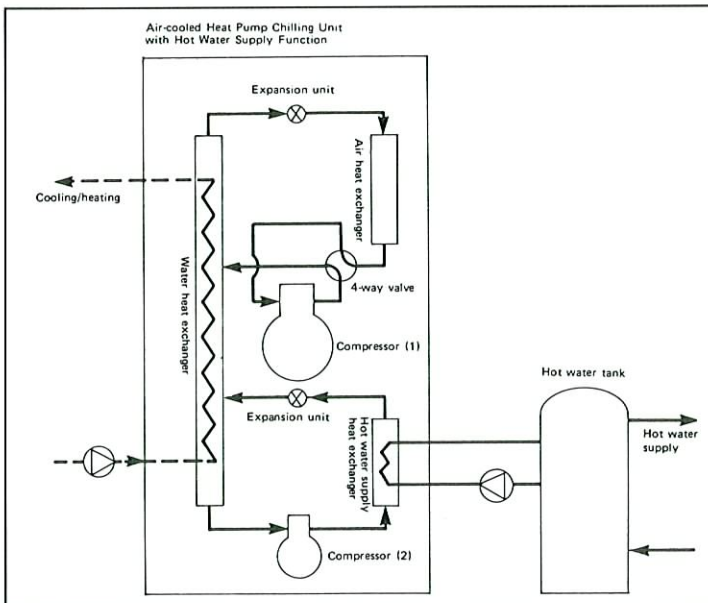 Air-cooled Heat Pump Chilling Unit
with Hot Water Supply Function
Expansion unit
Air heat exchanger
Cooling/heating
Water heat exchanger
4-way valve
Compressor (1)
Hot water tank
Expansion unit
Hot water supply
heat exchanger
Hot water
supply
Compressor (2)